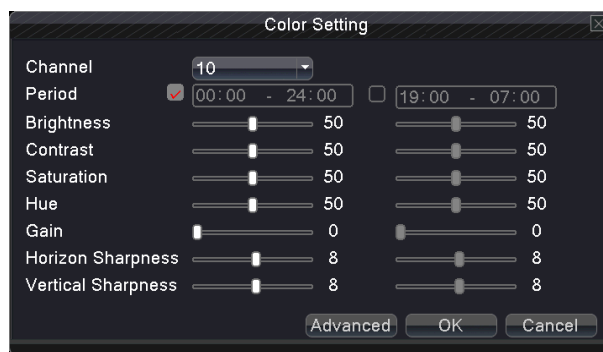 Color Setting
Channel 10
Period 00:00 - 24:00 19:00 - 07:00
Brightness 50 50
Contrast 50 50
Saturation 50 50
Hue 50 50
Gain 0 0
Horizon Sharpness 8 8
Vertical Sharpness 8 8
Advanced OK Cancel